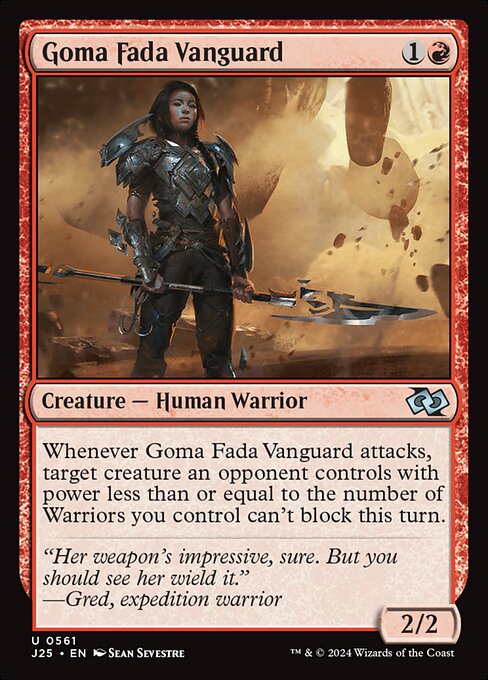 Goma Fada Vanguard 1
Creature — Human Warrior
Whenever Goma Fada Vanguard attacks,
target creature an opponent controls with
power less than or equal to the number of
Warriors you control can't block this turn.
“Her weapon's impressive, sure. But you
should see her wield it.”
—Gred, expedition warrior
2/2
U 0561
J25 • EN Sean Sevestre
™ & © 2024 Wizards of the Coast